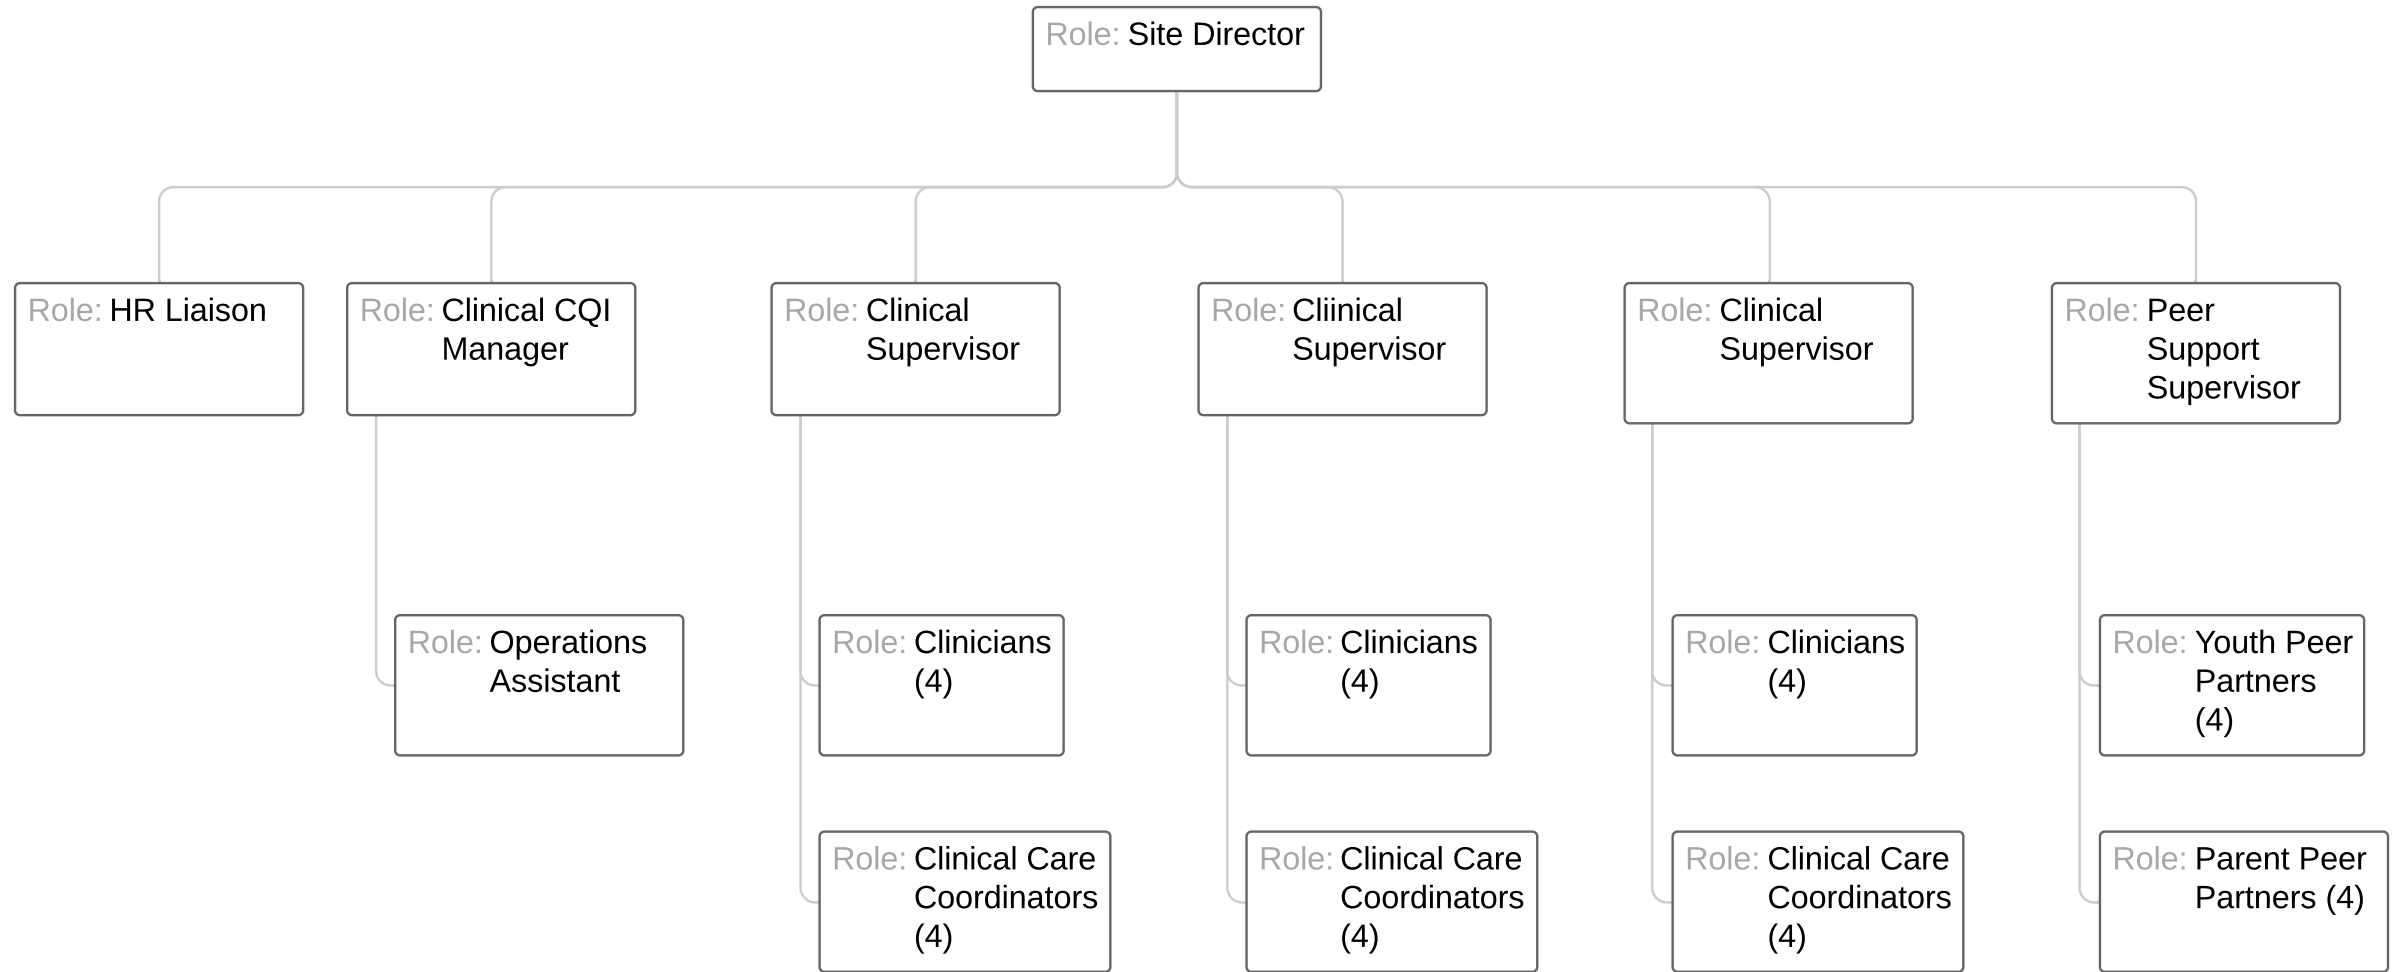 Role: Site Director
Role: HR Liaison
Role: Clinical CQI
Manager
Role: Clinical
Supervisor
Role: Cliinical
Supervisor
Role: Clinical
Supervisor
Role: Peer
Support
Supervisor
Role: Operations
Assistant
Role: Clinicians
(4)
Role: Clinicians
(4)
Role: Clinicians
(4)
Role: Youth Peer
Partners
(4)
Role: Clinical Care
Coordinators
(4)
Role: Clinical Care
Coordinators
(4)
Role: Clinical Care
Coordinators
(4)
Role: Parent Peer
Partners (4)